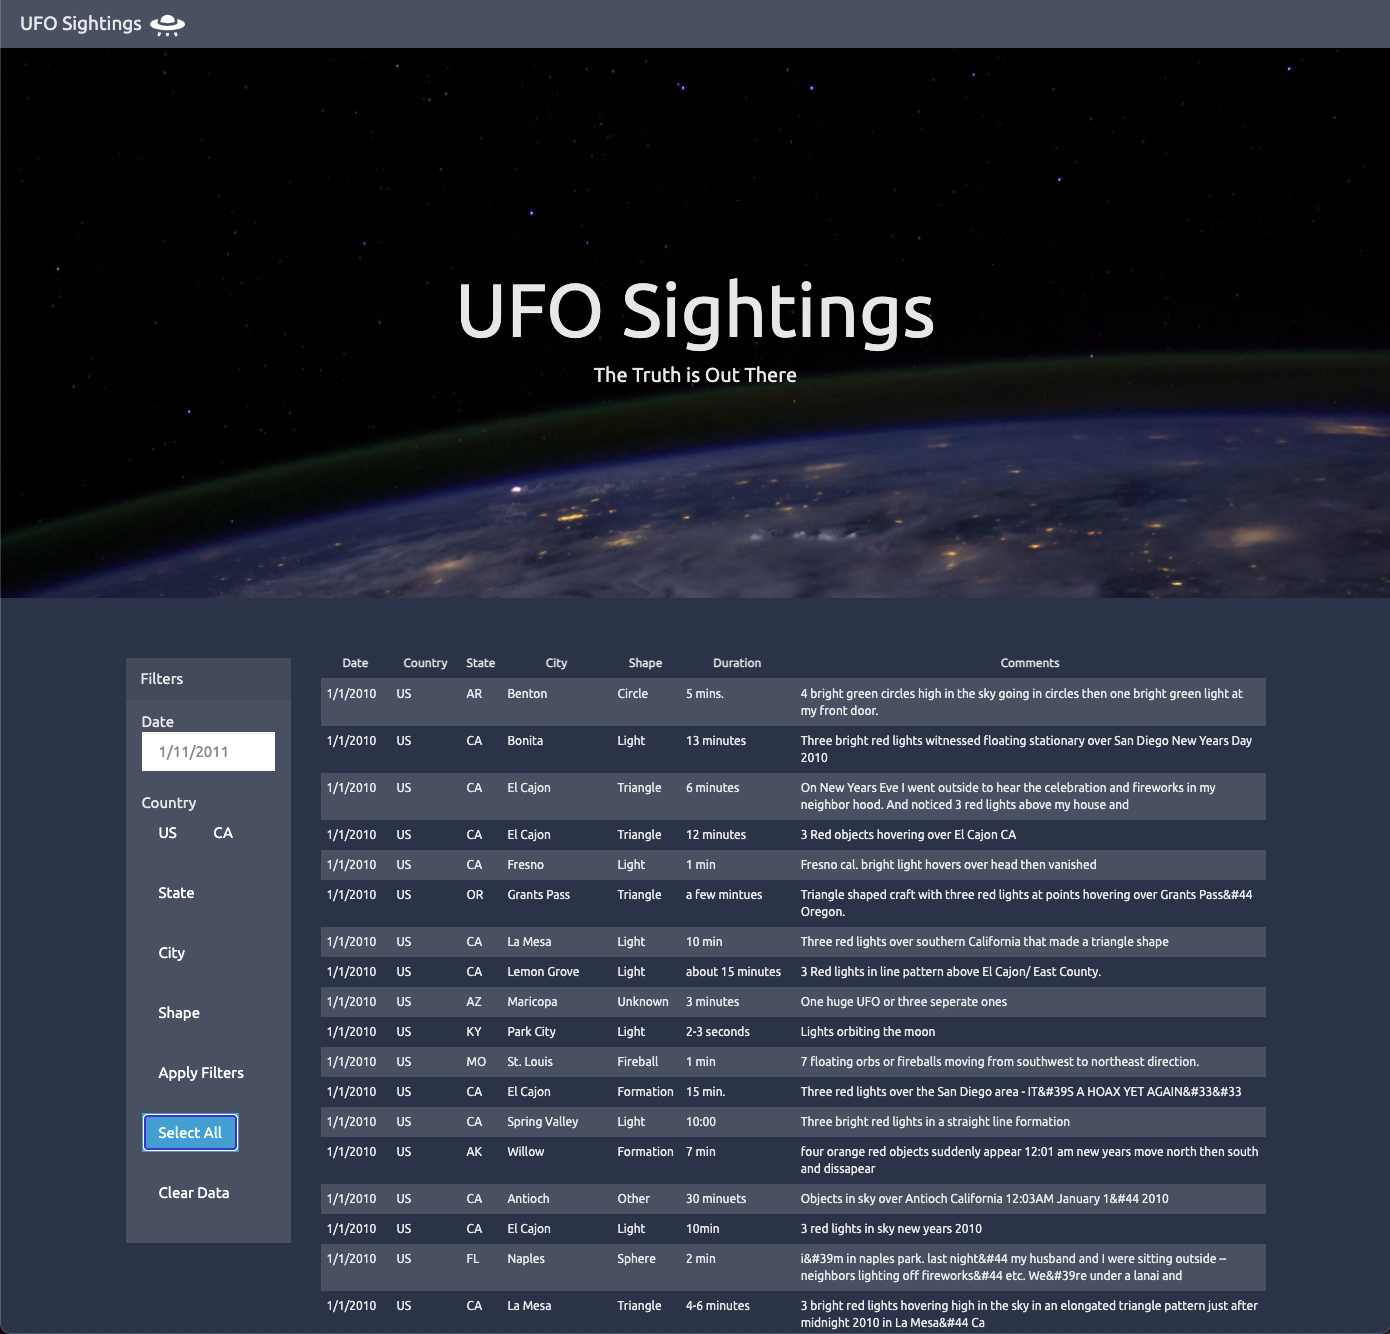 UFO Sightings
UFO Sightings
The Truth is Out There
Filters
Date
1/11/2011
Country
US CA
State
City
Shape
Apply Filters
Select All
Clear Data
Date Country State City Shape Duration Comments
1/1/2010 US AR Benton Circle 5 mins. 4 bright green circles high in the sky going in circles then one bright green light at
my front door.
1/1/2010 US CA Bonita Light 13 minutes Three bright red lights witnessed floating stationary over San Diego New Years Day
2010
1/1/2010 US CA El Cajon Triangle 6 minutes On New Years Eve I went outside to hear the celebration and fireworks in my
neighbor hood. And noticed 3 red lights above my house and
1/1/2010 US CA El Cajon Triangle 12 minutes 3 Red objects hovering over El Cajon CA
1/1/2010 US CA Fresno Light 1 min Fresno cal. bright light hovers over head then vanished
1/1/2010 US OR Grants Pass Triangle a few mintues Triangle shaped craft with three red lights at points hovering over Grants Pass&#44
Oregon.
1/1/2010 US CA La Mesa Light 10 min Three red lights over southern California that made a triangle shape
1/1/2010 US CA Lemon Grove Light about 15 minutes 3 Red lights in line pattern above El Cajon/ East County.
1/1/2010 US AZ Maricopa Unknown 3 minutes One huge UFO or three seperate ones
1/1/2010 US KY Park City Light 2-3 seconds Lights orbiting the moon
1/1/2010 US MO St. Louis Fireball 1 min 7 floating orbs or fireballs moving from southwest to northeast direction.
1/1/2010 US CA El Cajon Formation 15 min. Three red lights over the San Diego area - IT&#39S A HOAX YET AGAIN&#33&#33
1/1/2010 US CA Spring Valley Light 10:00 Three bright red lights in a straight line formation
1/1/2010 US AK Willow Formation 7 min four orange red objects suddenly appear 12:01 am new years move north then south
and dissapear
1/1/2010 US CA Antioch Other 30 minuets Objects in sky over Antioch California 12:03AM January 1&#44 2010
1/1/2010 US CA El Cajon Light 10min 3 red lights in sky new years 2010
1/1/2010 US FL Naples Sphere 2 min i&#39m in naples park. last night&#44 my husband and I were sitting outside --
neighbors lighting off fireworks&#44 etc. We&#39re under a lanai and
1/1/2010 US CA La Mesa Triangle 4-6 minutes 3 bright red lights hovering high in the sky in an elongated triangle pattern just after
midnight 2010 in La Mesa&#44 Ca